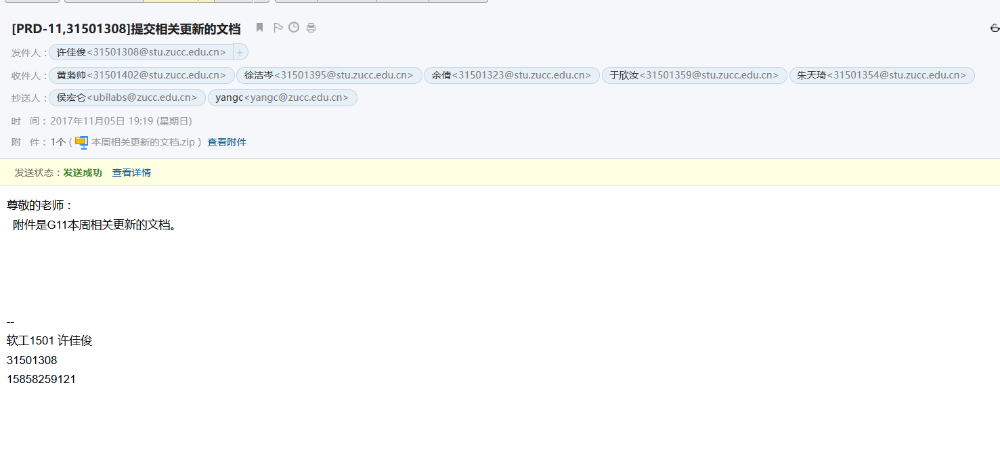 [PRD-11,31501308]提交相关更新的文档
发件人：许佳俊<31501308@stu.zucc.edu.cn> +
收件人：黄枭帅<31501402@stu.zucc.edu.cn> 徐洁岑<31501395@stu.zucc.edu.cn> 余倩<31501323@stu.zucc.edu.cn> 于欣汝<31501359@stu.zucc.edu.cn> 朱天琦<31501354@stu.zucc.edu.cn>
抄送人：侯宏仑<ubilabs@zucc.edu.cn> yangc<yangc@zucc.edu.cn>
时 间：2017年11月05日 19:19 (星期日)
附 件：1个 ( 本周相关更新的文档.zip ) 查看附件
发送状态：发送成功 查看详情
尊敬的老师：
附件是G11本周相关更新的文档。
--
软工1501 许佳俊
31501308
15858259121